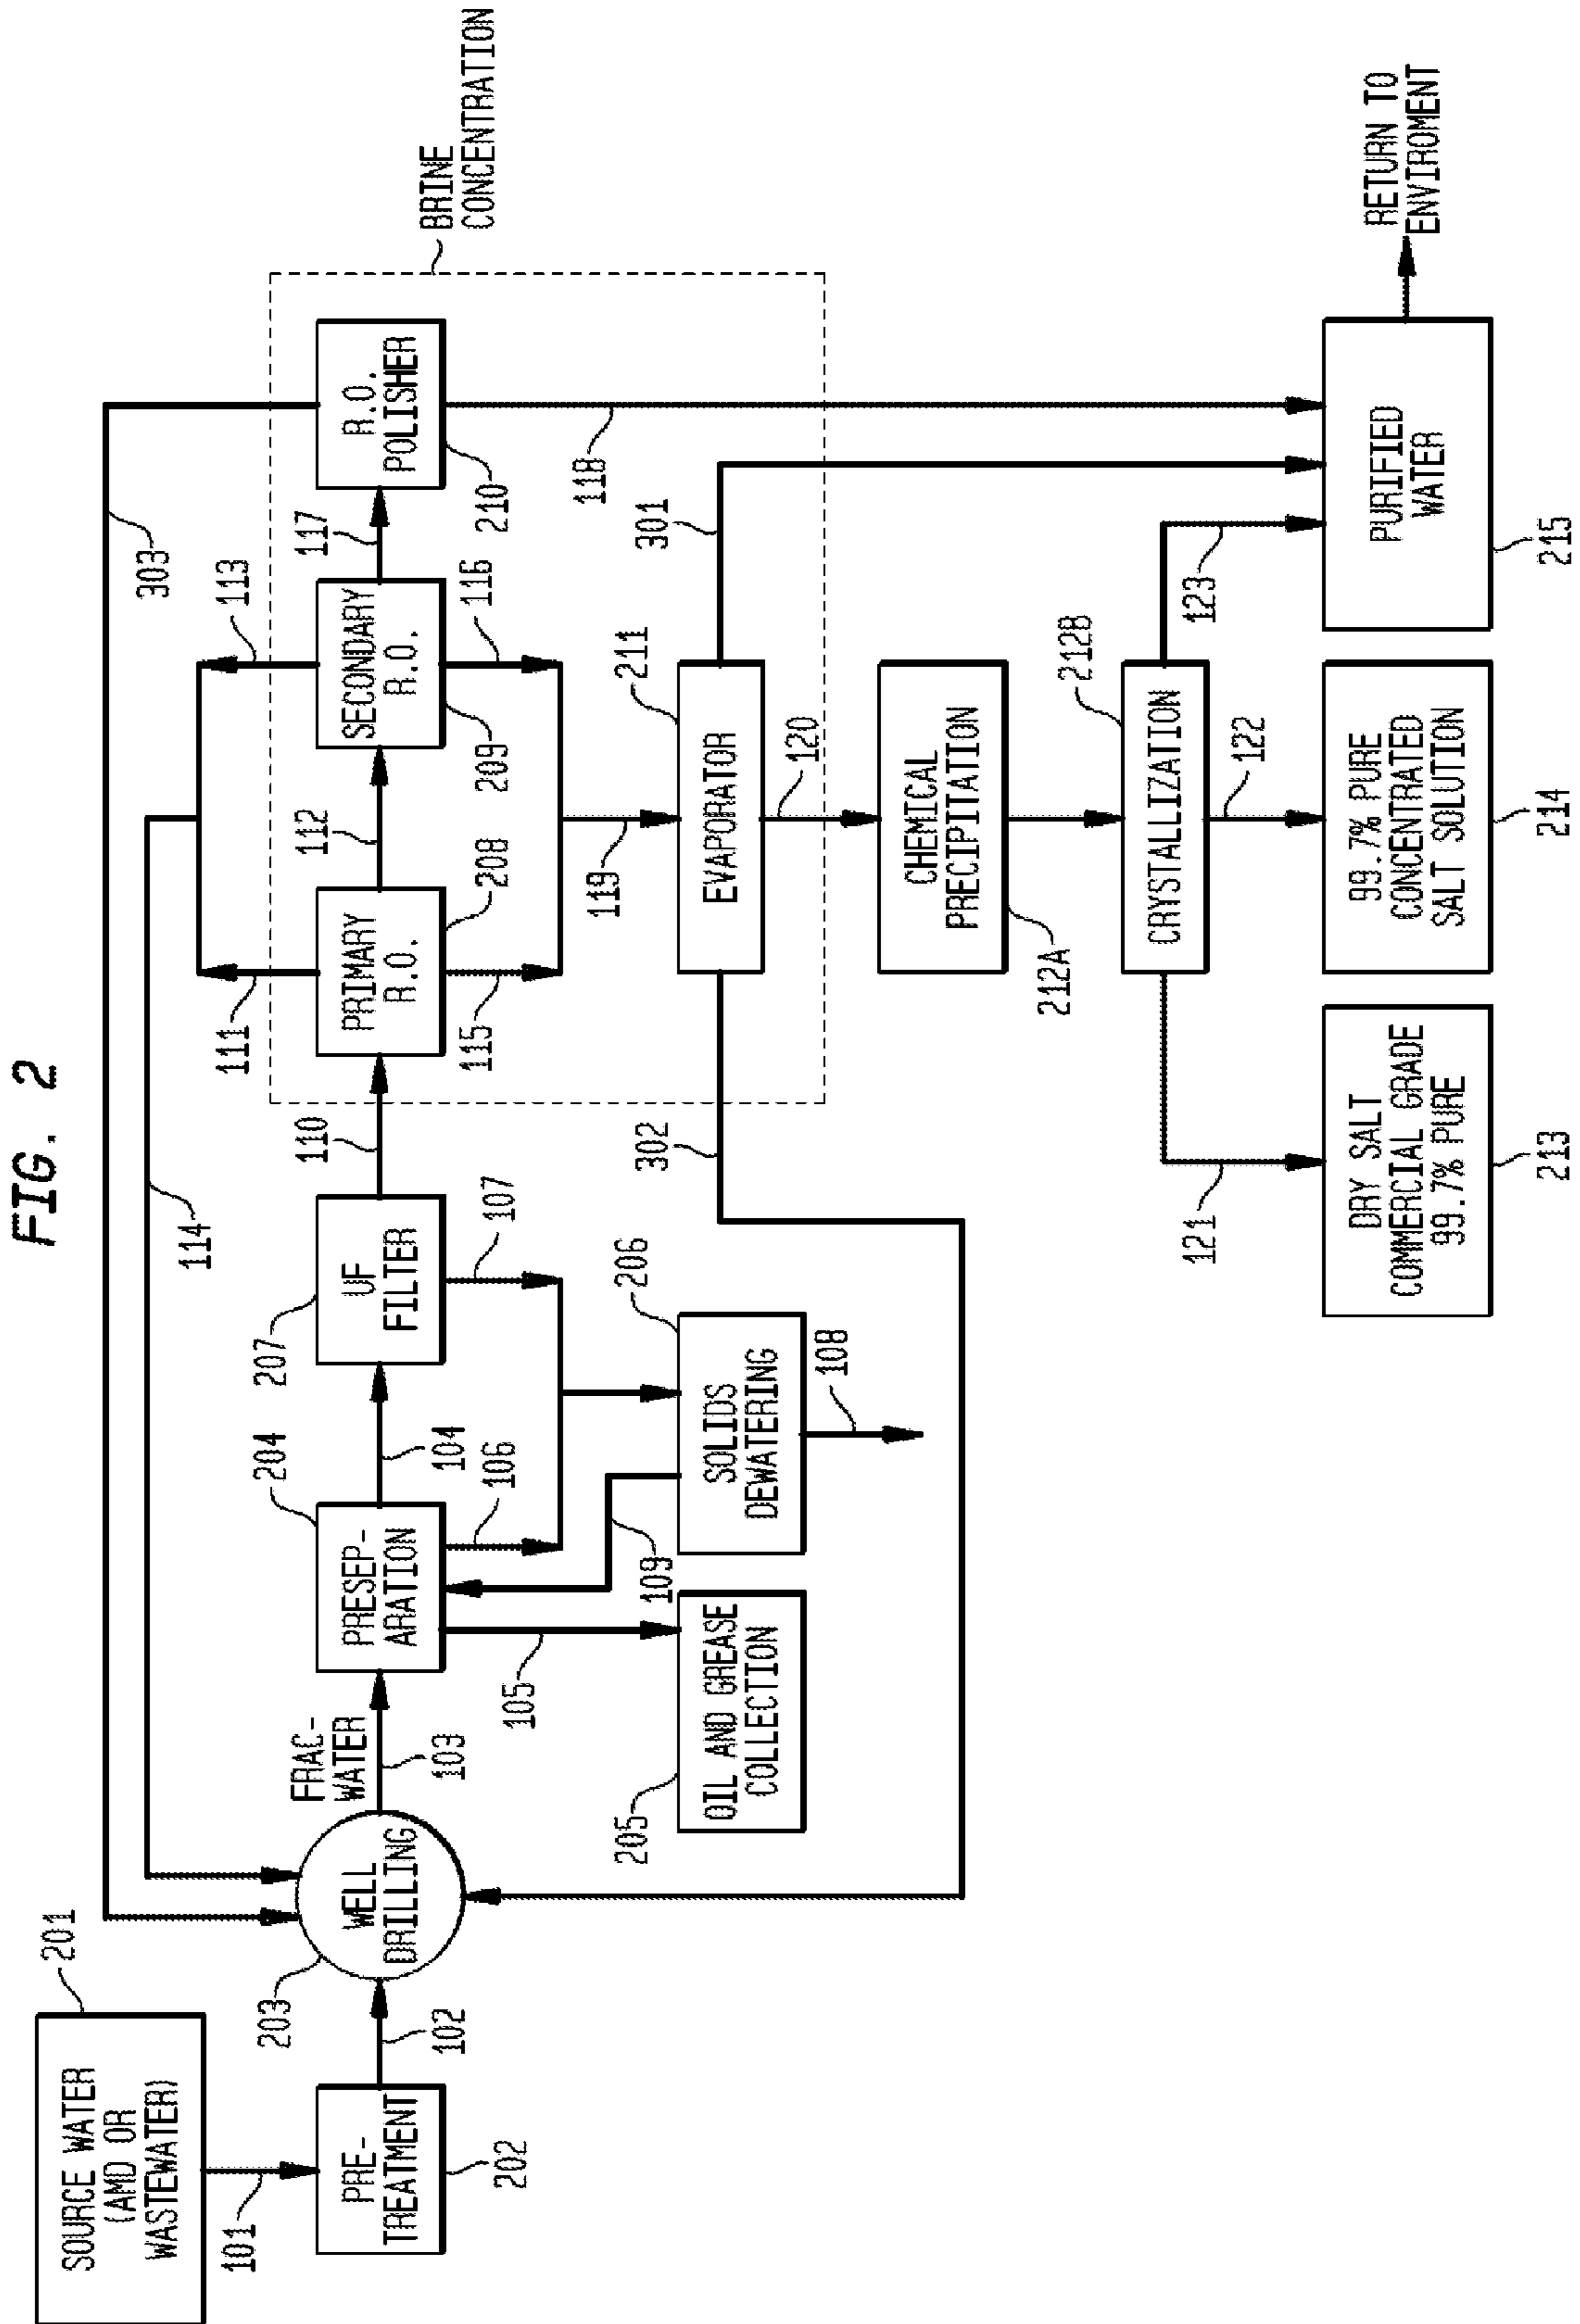 FIG. 2
SOURCE WATER
(AMD OR
WASTEWATER)
201
101
PRE-
TREATMENT
202
102
WELL
DRILLING
203
FRAC-
WATER
103
303
114
PRESEP-
ARATION
204
104
105
106
109
OIL AND GREASE
COLLECTION
205
UF
FILTER
207
107
SOLIDS
DEWATERING
206
108
110
BRINE
CONCENTRATION
PRIMARY
R.O.
208
111
112
115
SECONDARY
R.O.
209
113
116
117
R.O.
POLISHER
210
118
119
EVAPORATOR
211
301
302
120
CHEMICAL
PRECIPITATION
212A
CRYSTALLIZATION
212B
121
122
123
DRY SALT
COMMERCIAL GRADE
99.7% PURE
213
99.7% PURE
CONCENTRATED
SALT SOLUTION
214
PURIFIED
WATER
215
RETURN TO
ENVIROMENT